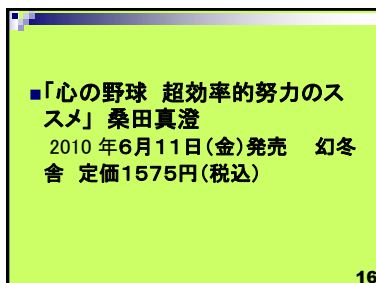 ■「心の野球 超効率的努力のス
スメ」 桑田真澄
2010 年6月11日(金)発売 幻冬
舎 定価1575円(税込)
16